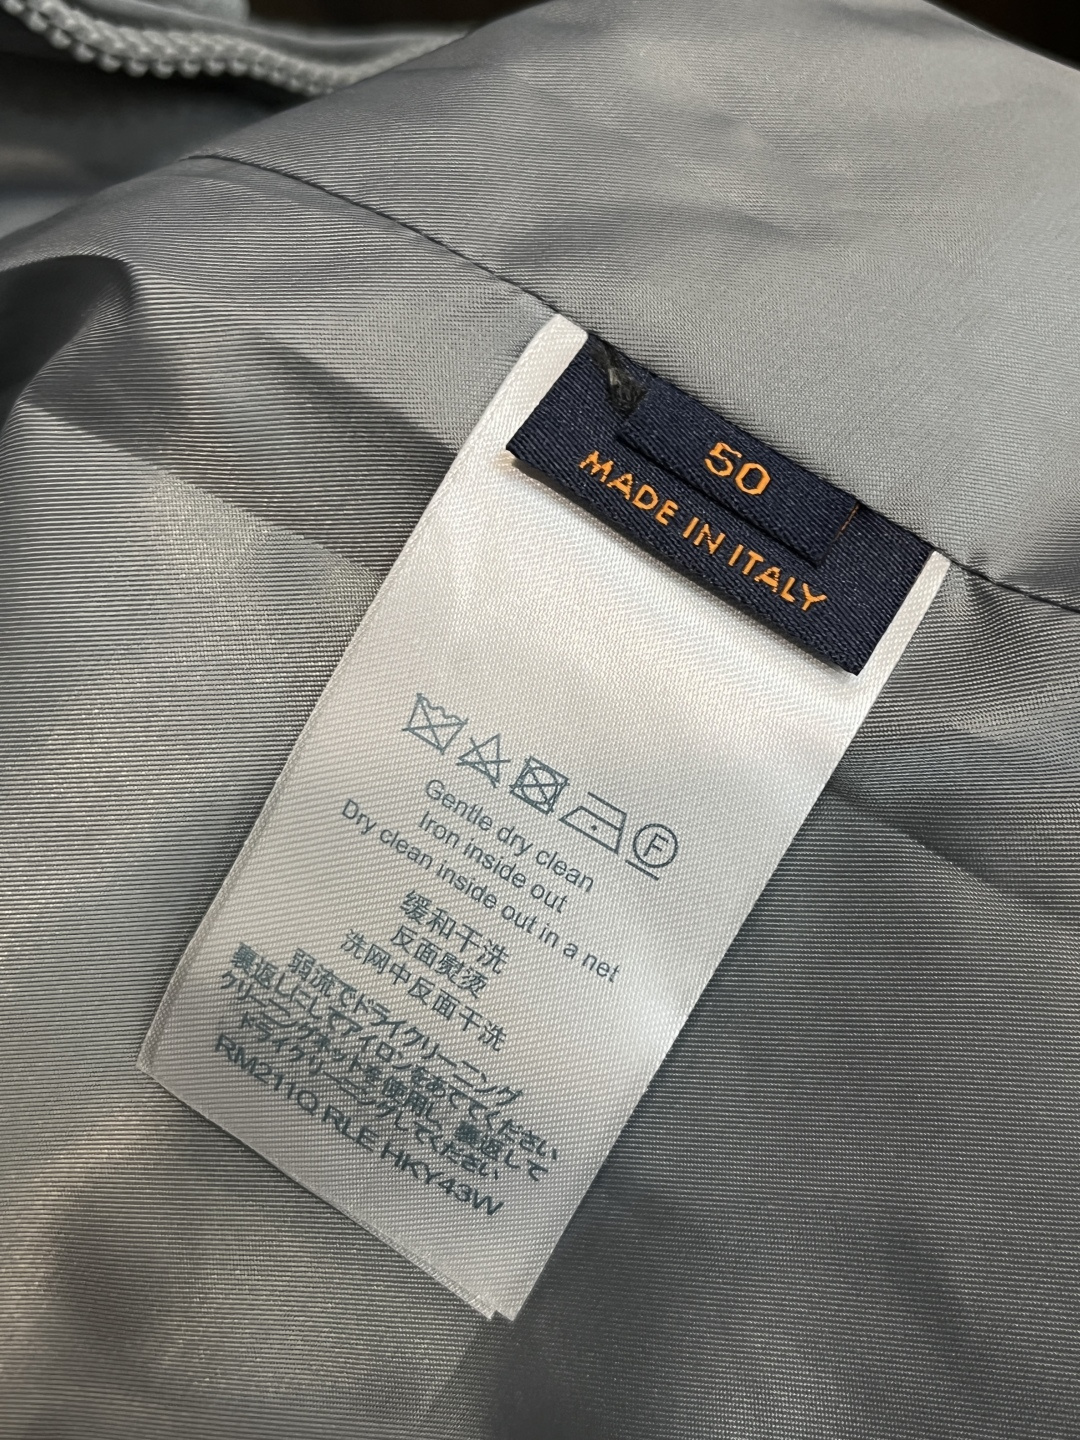 50
MADE IN ITALY
F
Gentle dry clean
Iron inside out
Dry clean inside out in a net
缓和干洗
反面熨烫
洗网中反面干洗
弱流でドライクリーニング
裏返しにしてアイロンをあててください
クリーニングネットを使用し、裏返して
ドライクリーニングしてください
RM211Q RLE HKY43W